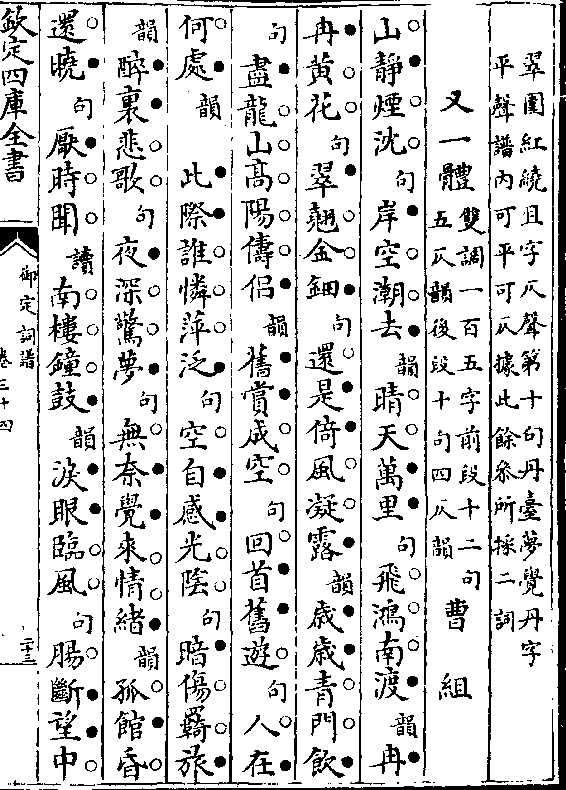 翠圍紅繞且字仄聲第十句丹臺夢覺丹字
平聲譜內可平可仄據此餘參所採二詞
又一體 雙調一百五字前段十二句
五仄韻後段十句四仄韻 曹組
山靜煙沈句岸空潮去韻晴天萬里句飛鴻南渡韻冉
冉黃花句翠翹金鈿句還是倚風凝露韻歲歲青門飲
句盡龍山高陽儔侶韻舊賞成空句回首舊遊句人在
何處韻 此際誰憐萍泛句空自感光陰句暗傷羇旅
韻醉裏悲歌句夜深驚夢句無奈覺來情緒韻孤館昏
還曉句厭時聞讀南樓鐘鼓韻淚眼臨風句腸斷望中
欽定四庫全書
御定詞譜
卷三十四
二十三